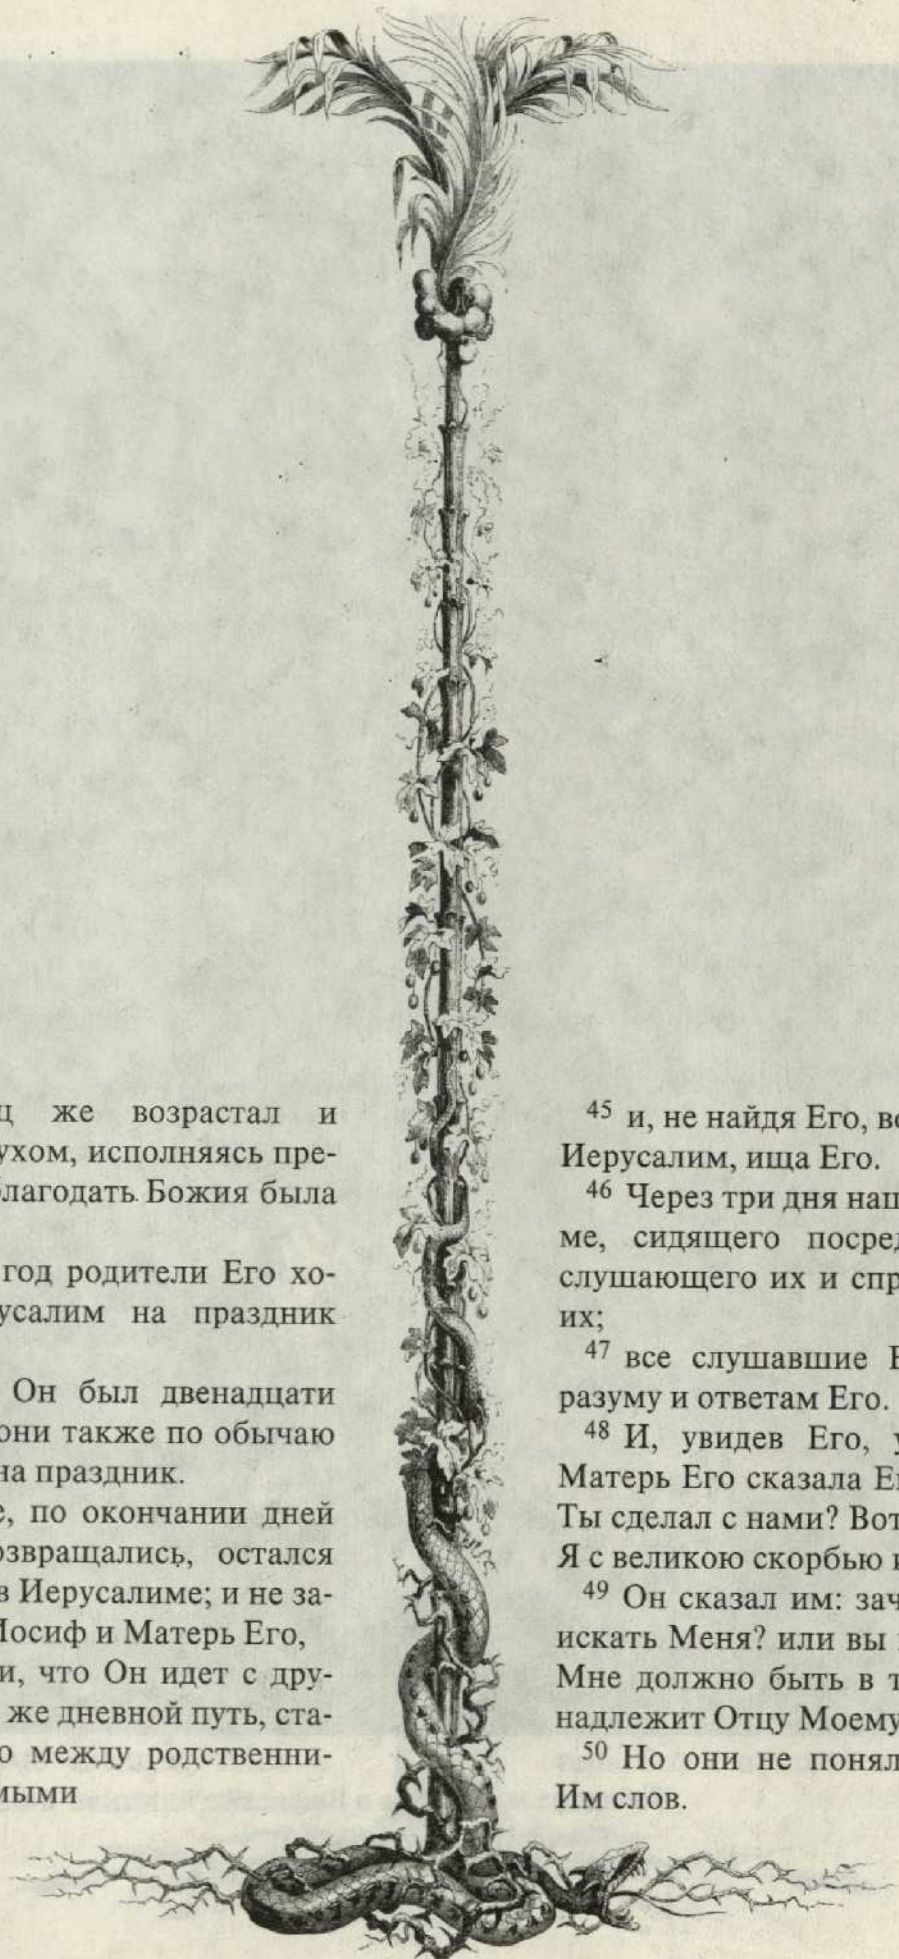 ц же возрастал и
ухом, исполняясь пре-
благодать Божия была
год родители Его хо-
усалим на праздник
Он был двенадцати
они также по обычаю
на праздник.
е, по окончании дней
озвращались, остался
в Иерусалиме; и не за-
Иосиф и Матерь Его,
и, что Он идет с дру-
же дневной путь, ста-
о между родственни-
мыми
45 и, не найдя Его, во
Иерусалим, ища Его.
46 Через три дня наш
ме, сидящего посред
слушающего их и спр
их;
47 все слушавшие Е
разуму и ответам Его.
48 И, увидев Его, у
Матерь Его сказала Е
Ты сделал с нами? Вот
Я с великою скорбью и
49 Он сказал им: зач
искать Меня? или вы н
Мне должно быть в т
надлежит Отцу Моему
50 Но они не понял
Им слов.